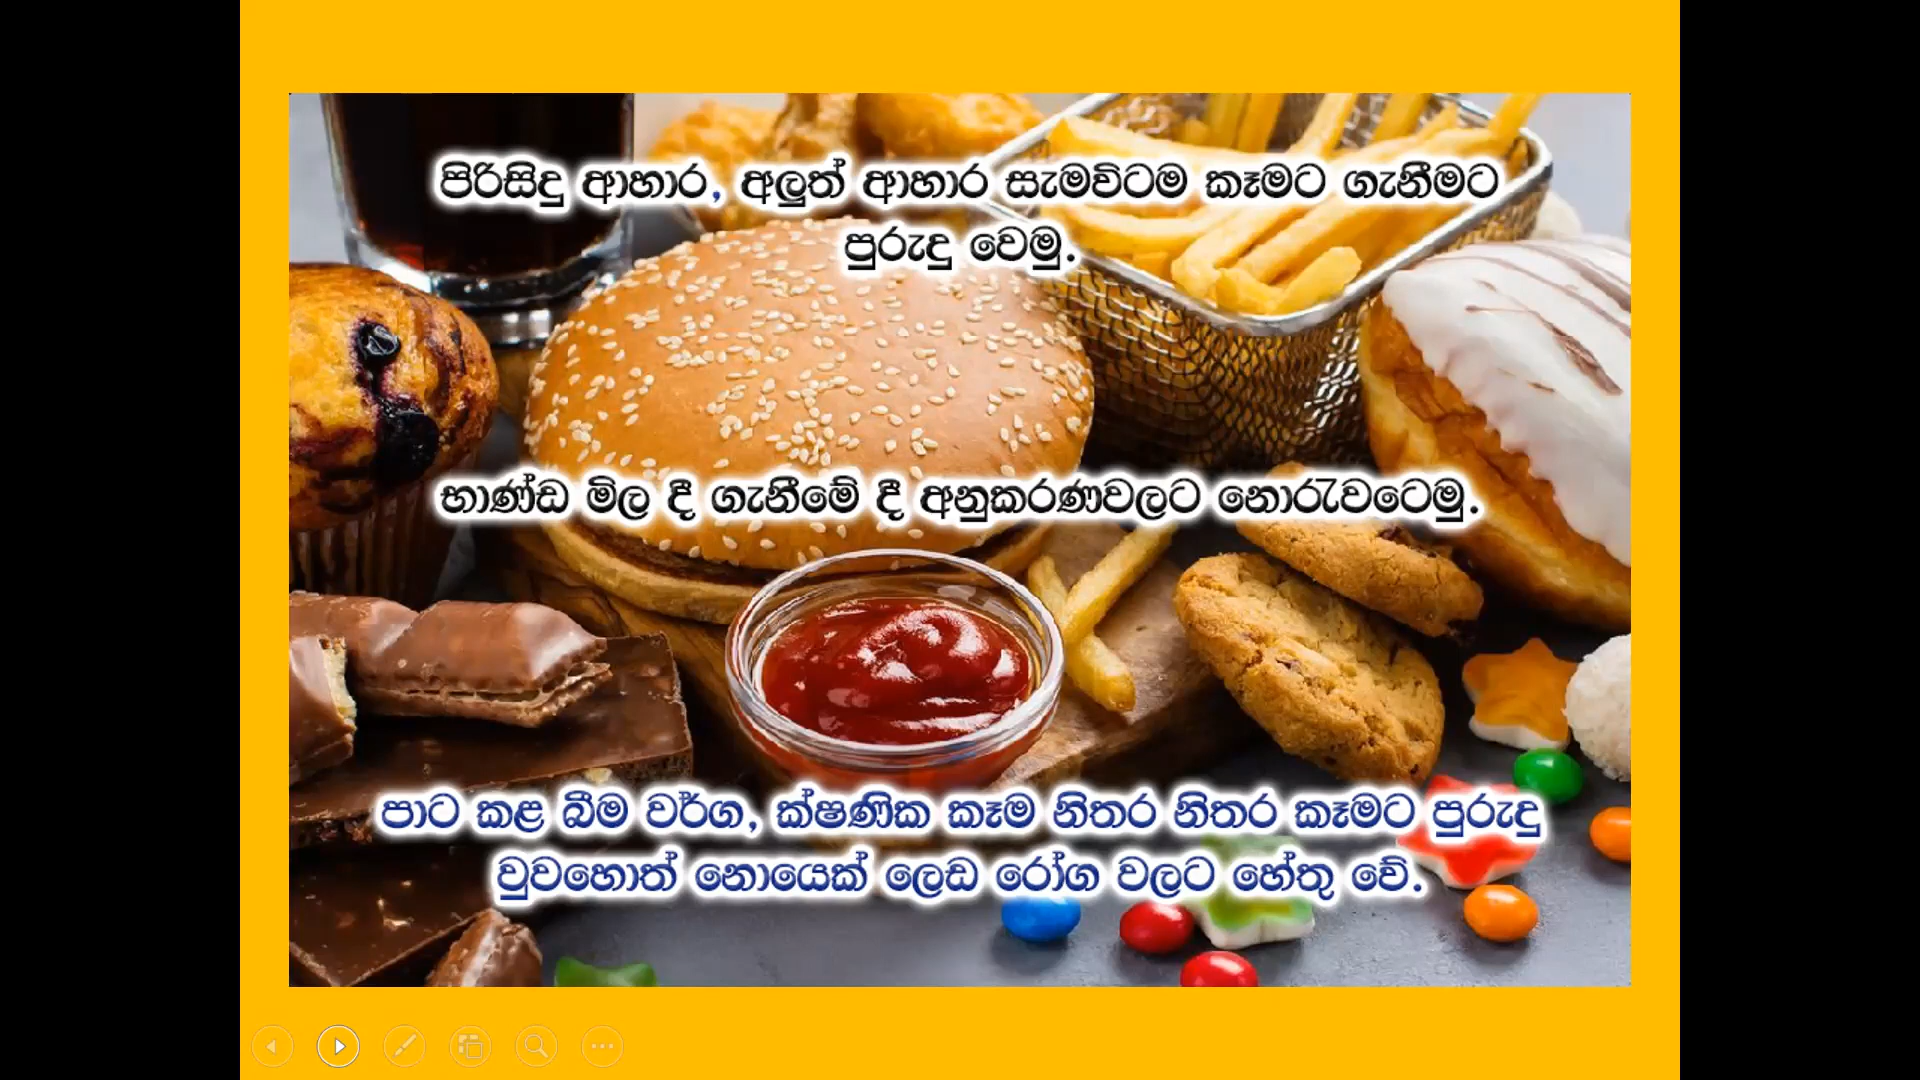 පිරිසිදු ආහාර, අලුත් ආහාර සැමවිටම කෑමට ගැනීමට
පුරුදු වෙමු.
භාණ්ඩ මිල දී ගැනීමේ දී අනුකරණවලට නොරැවටෙමු.
පාට කළ බීම වර්ග, ක්ෂණික කෑම නිතර නිතර කෑමට පුරුදු
වුවහොත් නොයෙක් ලෙඩ රෝග වලට හේතු වේ.